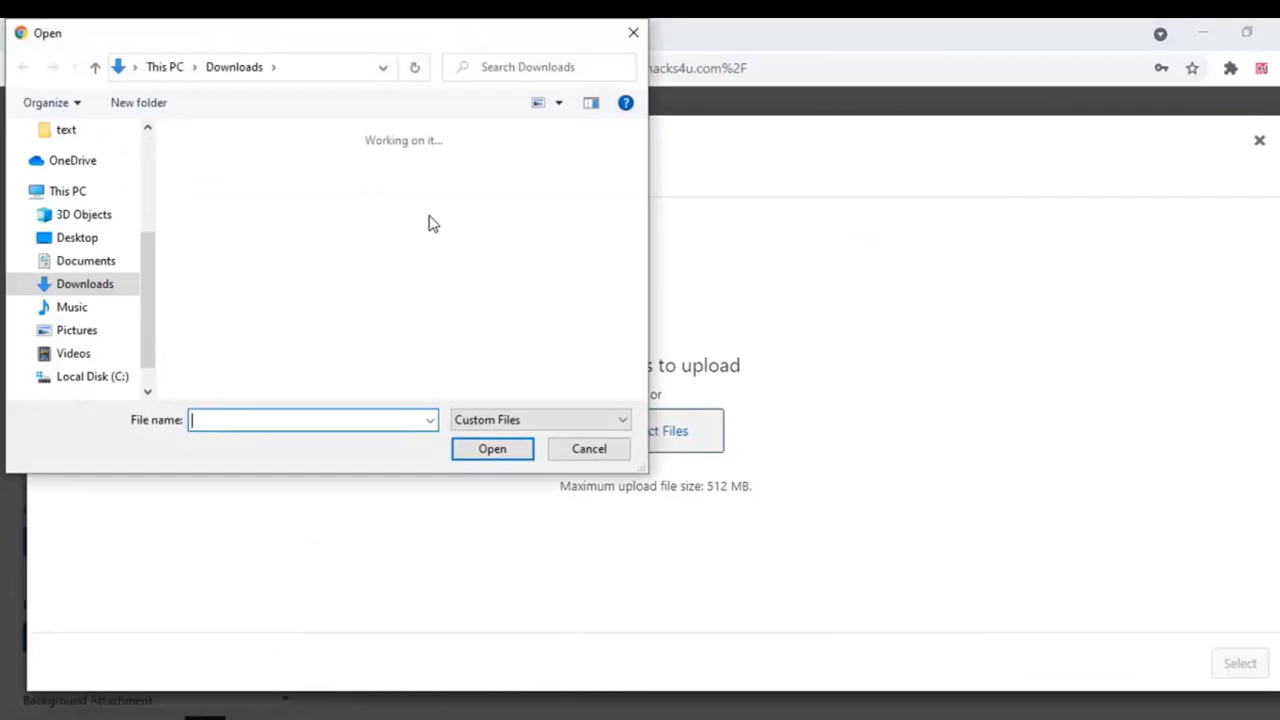 Open
This PC
Downloads
Search Downloads
hacks4u.com%2F
Organize
New folder
text
Working on it...
OneDrive
This PC
3D Objects
Desktop
Documents
Downloads
Music
Pictures
Videos
Local Disk (C:)
s to upload
or
ct Files
File name:
Custom Files
Open
Cancel
Maximum upload file size: 512 MB.
Select
Background Attachment